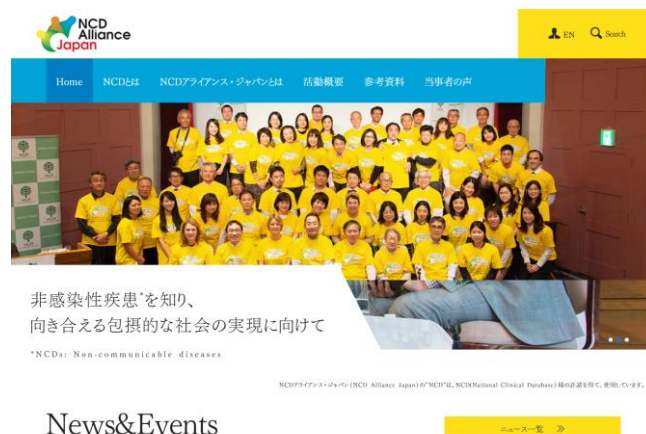 NCD
Alliance
Japan
EN
Search
Home NCDとは NCDアライアンス・ジャパンとは 活動概要 参考資料 当事者の声
非感染性疾患*を知り、
向き合える包摂的な社会の実現に向けて
*NCDs: Non-communicable diseases
NCDアライアンス・ジャパン(NCD Alliance Japan)の"NCD"は、NCD(National Clinical Database)様の許諾を得て、使用しています。
News&Events
ニュース一覧